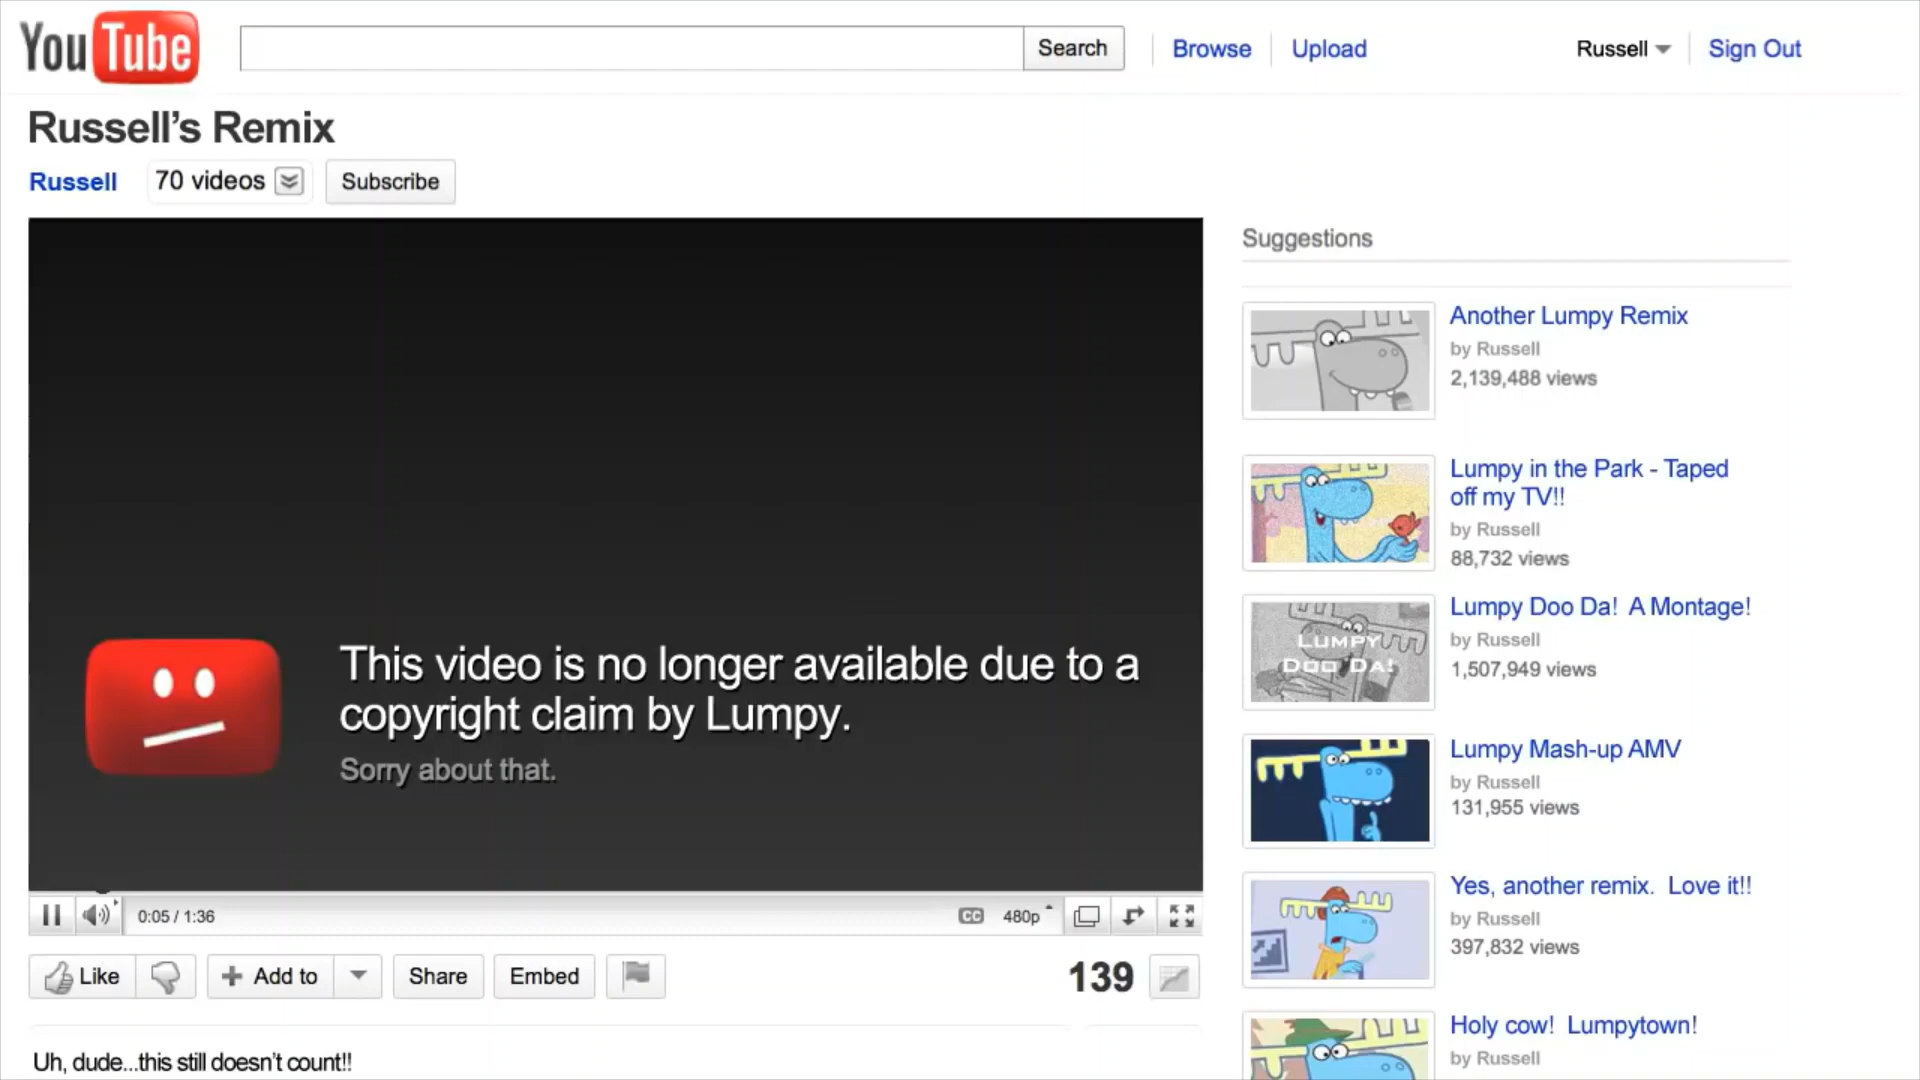 YouTube
Search
Browse
Upload
Russell
Sign Out
Russell's Remix
Russell
70 videos
Subscribe
This video is no longer available due to a
copyright claim by Lumpy.
Sorry about that.
0:05 / 1:36
CC
480p
Like
Add to
Share
Embed
139
Uh, dude...this still doesn't count!!
Suggestions
Another Lumpy Remix
by Russell
2,139,488 views
Lumpy in the Park - Taped
off my TV!!
by Russell
88,732 views
LUMPY
DOO DA!
Lumpy Doo Da!  A Montage!
by Russell
1,507,949 views
Lumpy Mash-up AMV
by Russell
131,955 views
Yes, another remix.  Love it!!
by Russell
397,832 views
Holy cow!  Lumpytown!
by Russell